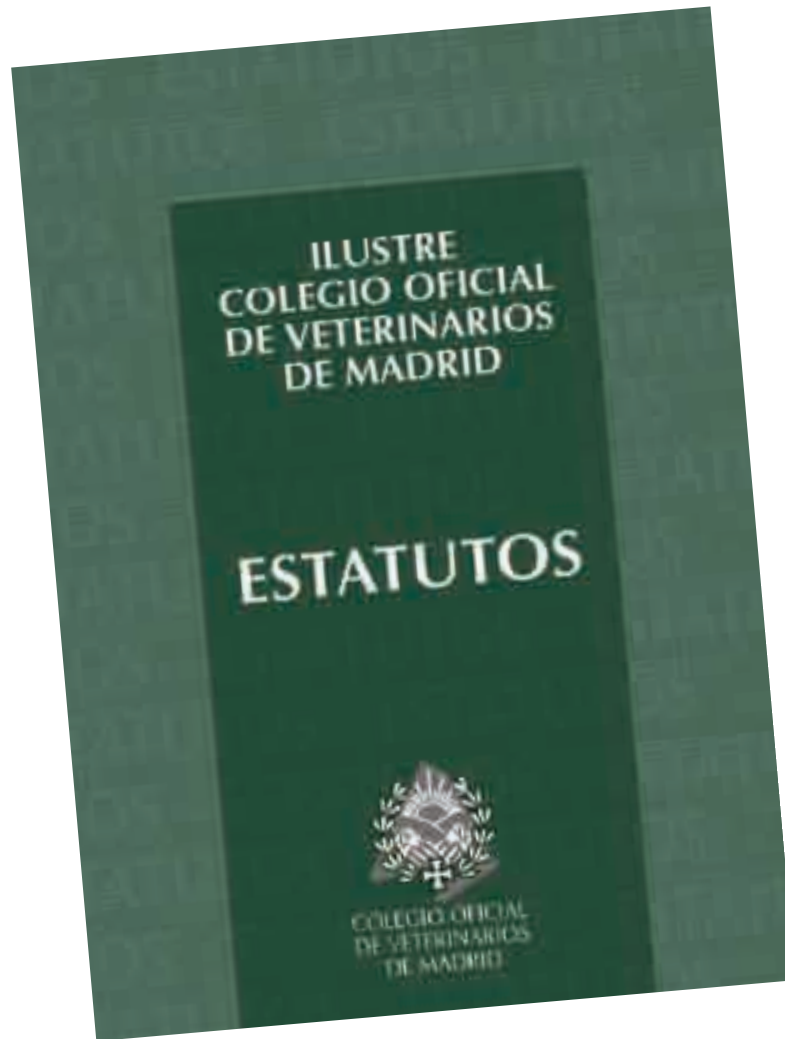 ILUSTRE
COLEGIO OFICIAL
DE VETERINARIOS
DE MADRID
ESTATUTOS
COLEGIO OFICIAL
DE VETERINARIOS
DE MADRID